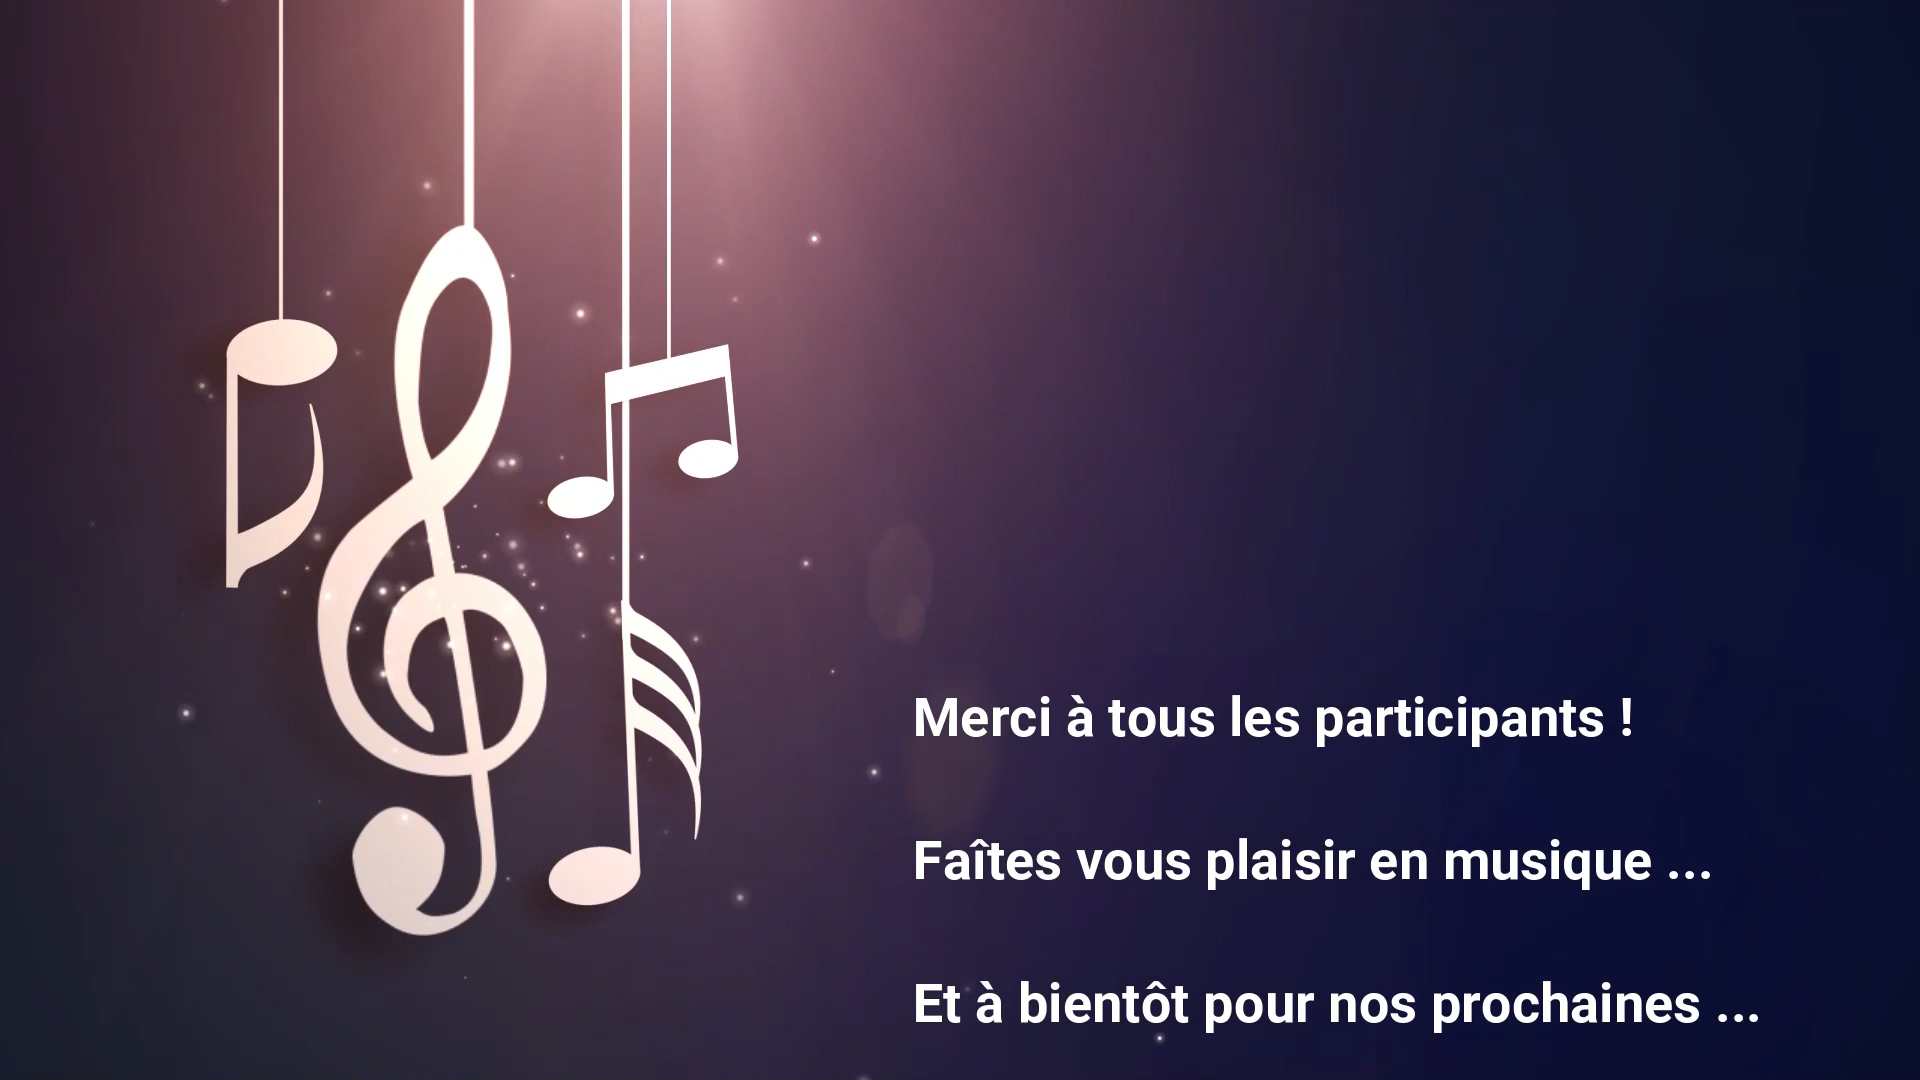 Merci à tous les participants !
Faîtes vous plaisir en musique ...
Et à bientôt pour nos prochaines ...